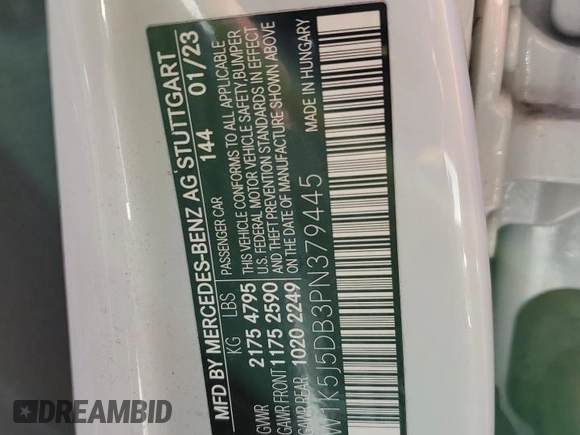 MFD BY MERCEDES-BENZ AG STUTTGART
144 01/23
KG LBS PASSENGER CAR
GVWR 2175 4795 THIS VEHICLE CONFORMS TO ALL APPLICABLE
GAWR FRONT 1175 2590 U.S. FEDERAL MOTOR VEHICLE SAFETY,BUMPER
GAWR REAR 1020 2249 AND THEFT PREVENTION STANDARDS IN EFFECT
ON THE DATE OF MANUFACTURE SHOWN ABOVE
W1K5J5DB3PN379445 MADE IN HUNGARY
DREAMBID